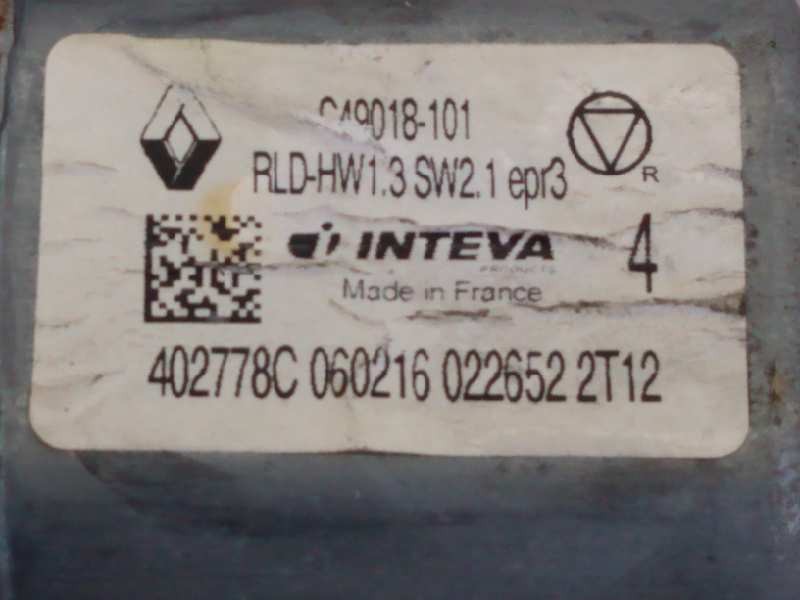 C49018-101
RLD-HW1.3 SW2.1 epr3
R
INTEVA
PRODUCTS
4
Made in France
402778C 060216 022652 2T12